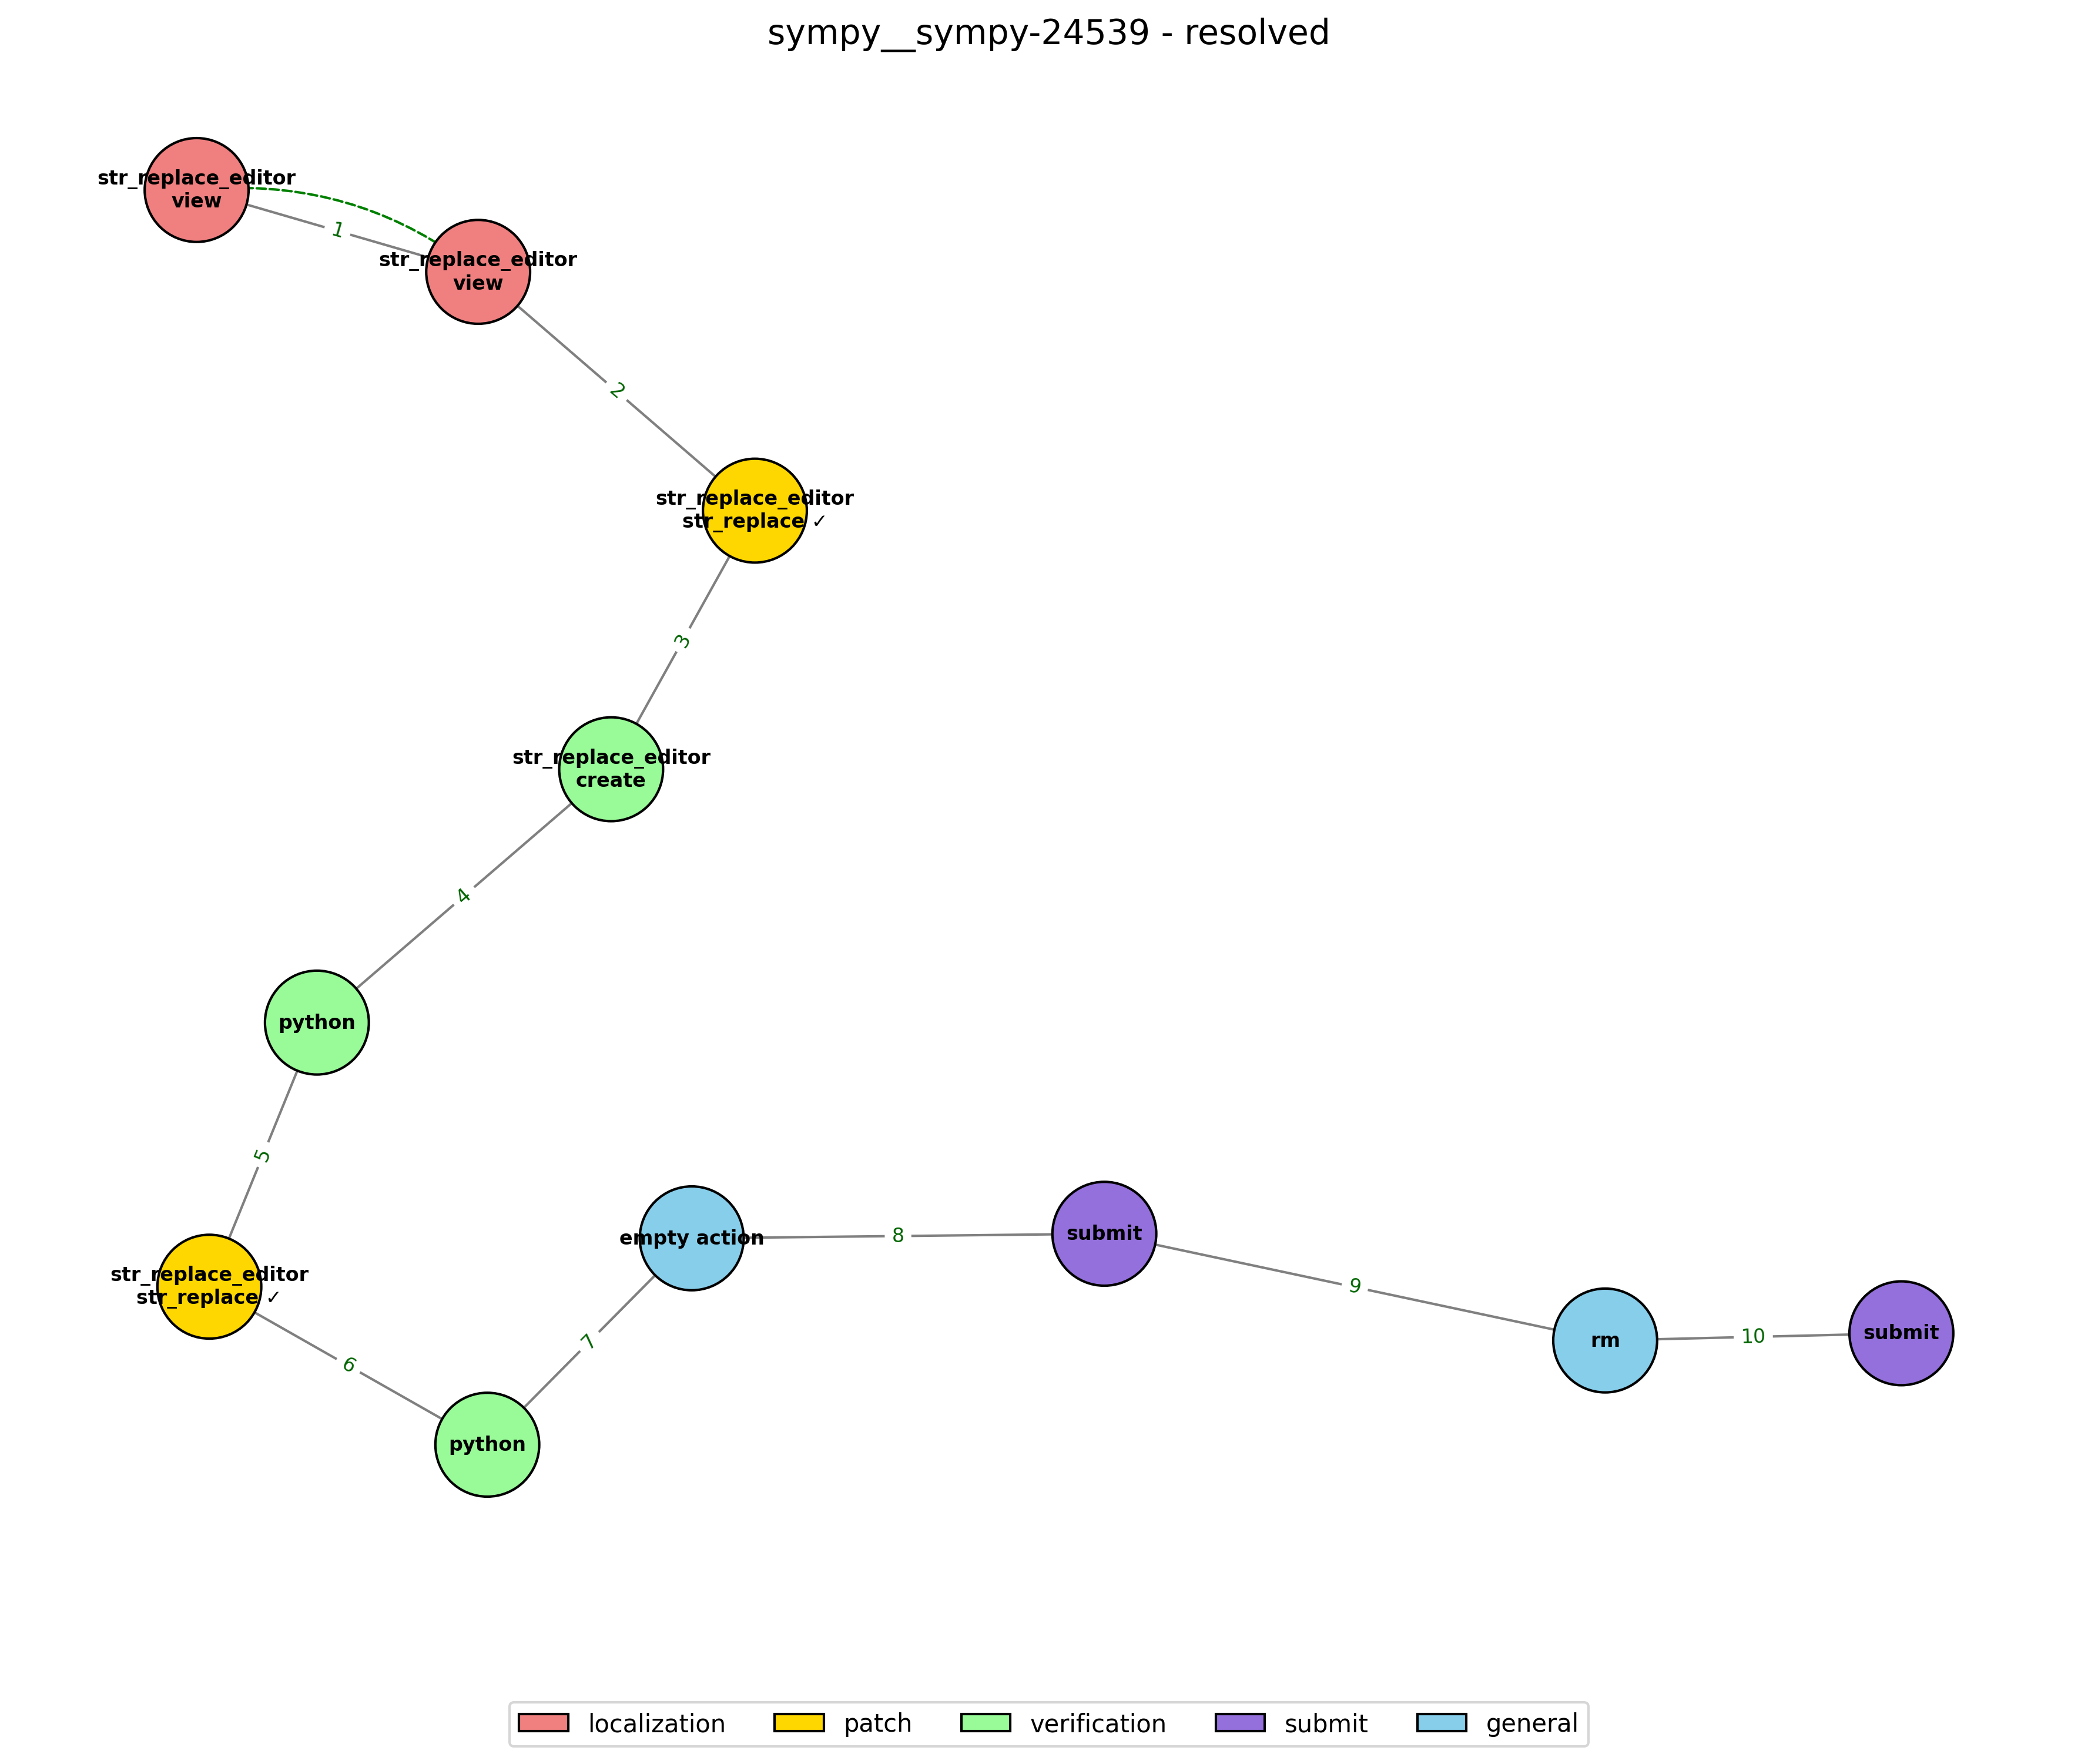 sympy__sympy-24539 - resolved
str_replace_editor
view
1
str_replace_editor
view
2
str_replace_editor
str_replace ✓
3
str_replace_editor
create
4
python
5
str_replace_editor
str_replace ✓
6
python
7
empty action
8
submit
9
rm
10
submit
localization
patch
verification
submit
general